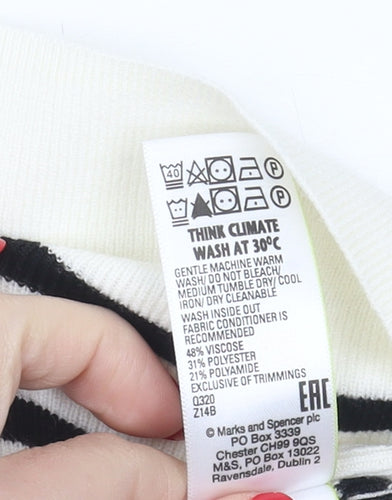 40 P
P
THINK CLIMATE
WASH AT 30ºC
GENTLE MACHINE WARM
WASH/ DO NOT BLEACH/
MEDIUM TUMBLE DRY/ COOL
IRON/ DRY CLEANABLE
WASH INSIDE OUT
FABRIC CONDITIONER IS
RECOMMENDED
48% VISCOSE
31% POLYESTER
21% POLYAMIDE
EXCLUSIVE OF TRIMMINGS
Q320
Z14B
EAC
© Marks and Spencer plc
PO Box 3339
Chester CH99 9QS
M&S, PO Box 13022
Ravensdale, Dublin 2